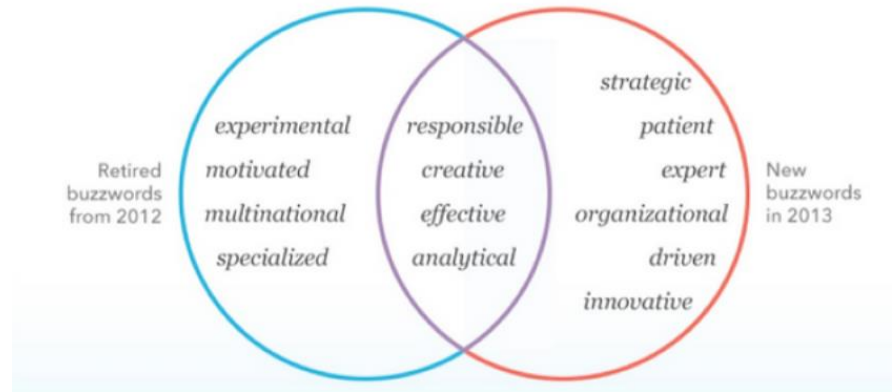 Retired
buzzwords
from 2012
experimental
motivated
multinational
specialized
responsible
creative
effective
analytical
strategic
patient
expert
organizational
driven
innovative
New
buzzwords
in 2013